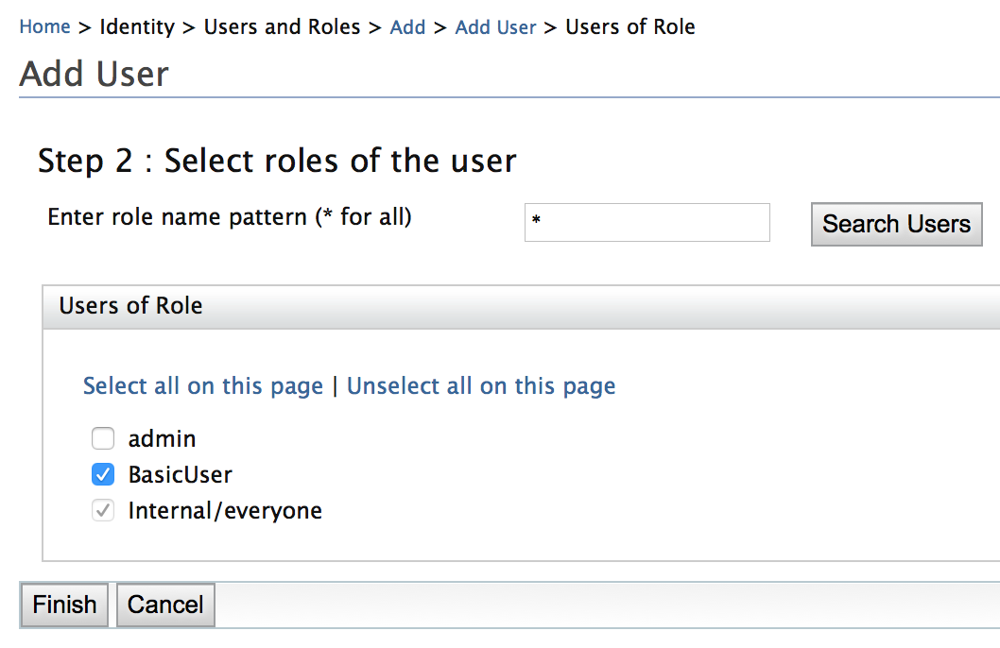 Home > Identity > Users and Roles > Add > Add User > Users of Role
Add User
Step 2 : Select roles of the user
Enter role name pattern (* for all)
*
Search Users
Users of Role
Select all on this page | Unselect all on this page
admin
BasicUser
Internal/everyone
Finish
Cancel